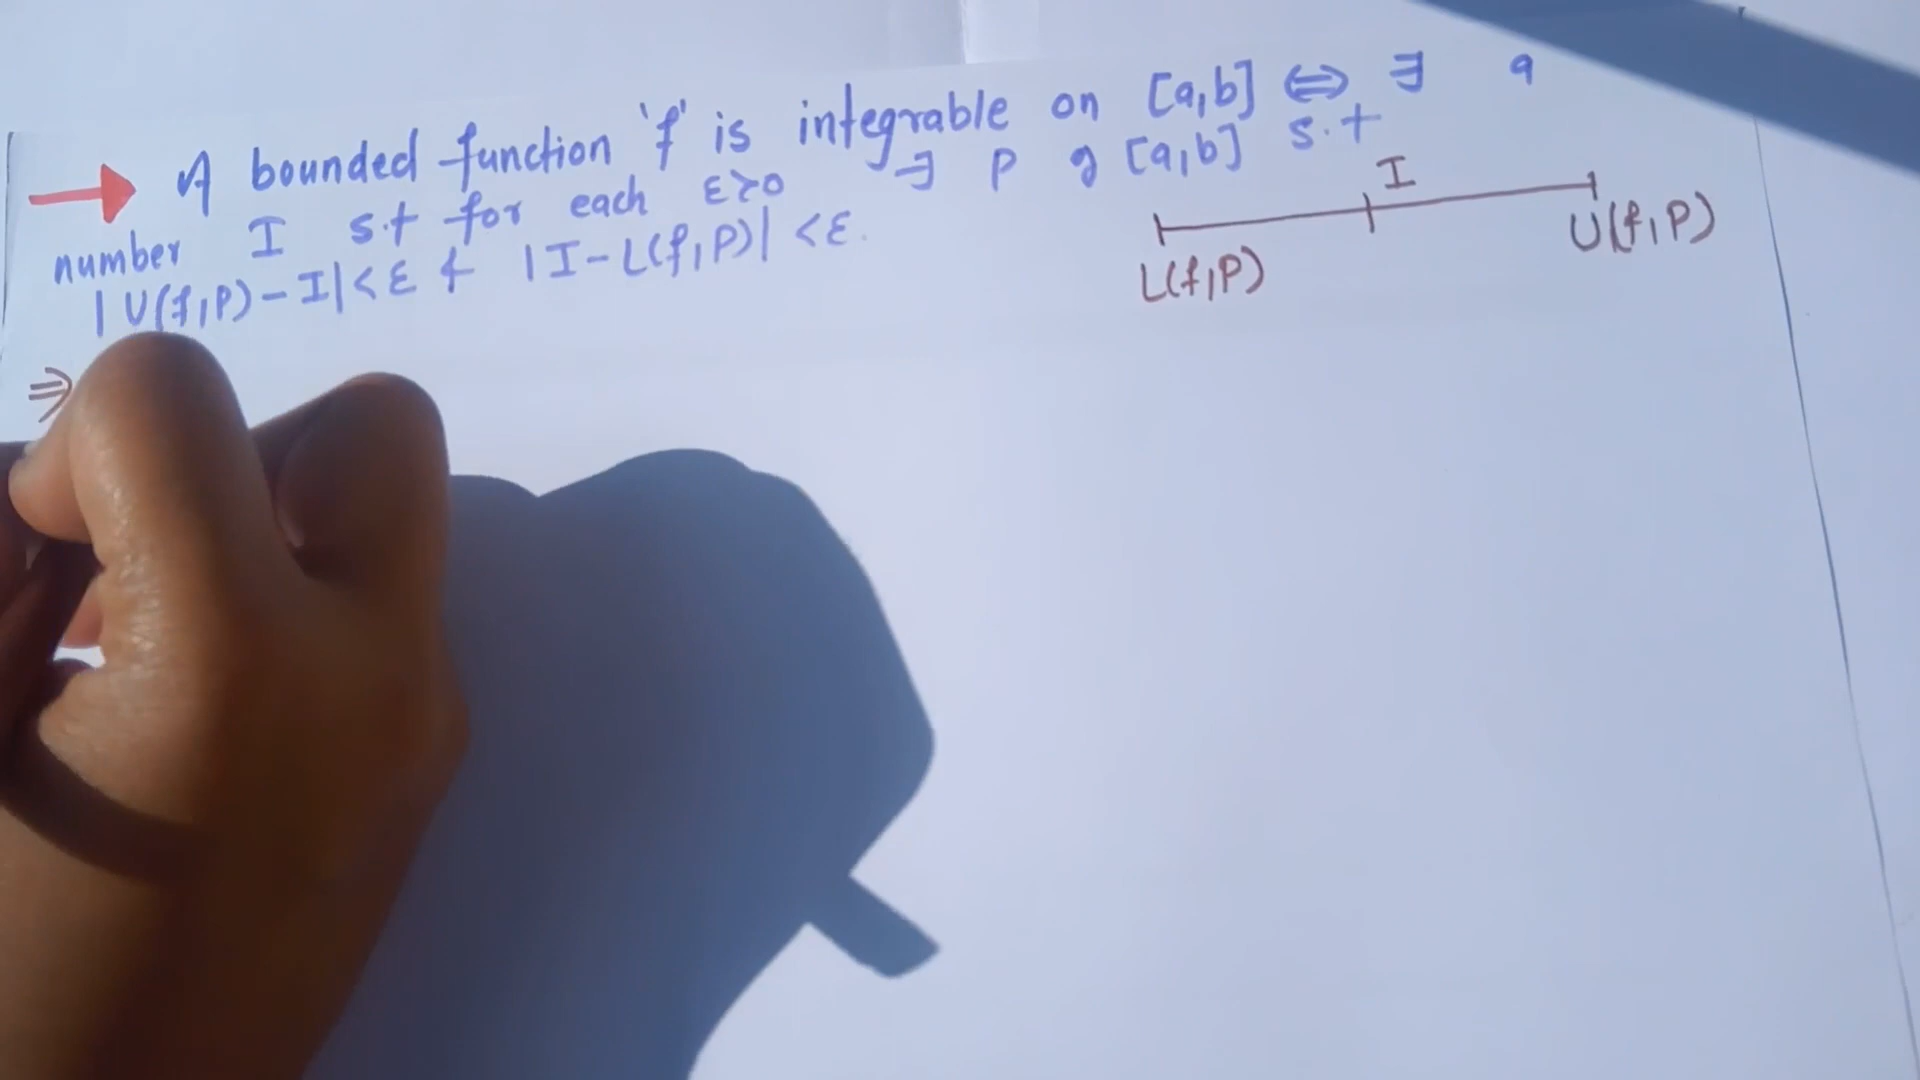 A bounded function 'f' is integrable on [a,b] ⇔ ∃ a
number I s.t for each ε>0 ∃ P of [a,b] s.t
|U(f,P)-I|<ε & |I-L(f,P)|<ε.
I
L(f,P)
U(f,P)
⇒